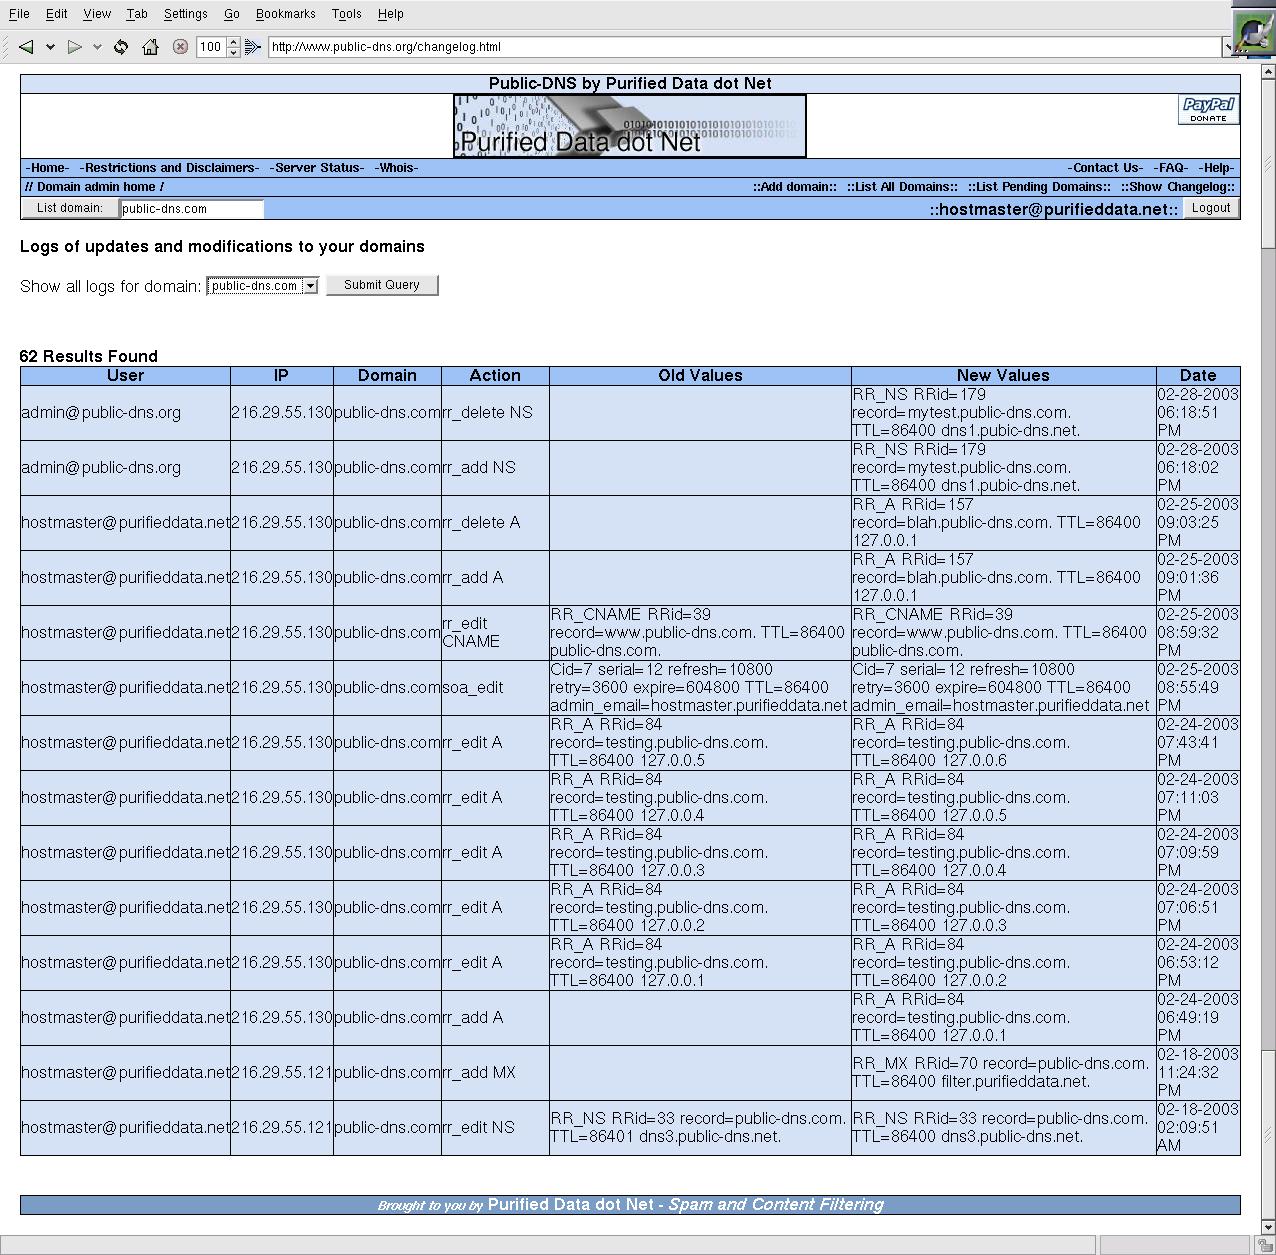 File Edit View Tab Settings Go Bookmarks Tools Help
100 http://www.public-dns.org/changelog.html
Public-DNS by Purified Data dot Net
Purified Data dot Net
PayPal
DONATE
-Home- -Restrictions and Disclaimers- -Server Status- -Whois- -Contact Us- -FAQ- -Help-
// Domain admin home / ::Add domain:: ::List All Domains:: ::List Pending Domains:: ::Show Changelog::
List domain: public-dns.com ::hostmaster@purifieddata.net:: Logout
Logs of updates and modifications to your domains
Show all logs for domain: public-dns.com Submit Query
62 Results Found
User IP Domain Action Old Values New Values Date
admin@public-dns.org 216.29.55.130 public-dns.com rr_delete NS RR_NS RRid=179
record=mytest.public-dns.com.
TTL=86400 dns1.pubic-dns.net. 02-28-2003
06:18:51
PM
admin@public-dns.org 216.29.55.130 public-dns.com rr_add NS RR_NS RRid=179
record=mytest.public-dns.com.
TTL=86400 dns1.pubic-dns.net. 02-28-2003
06:18:02
PM
hostmaster@purifieddata.net 216.29.55.130 public-dns.com rr_delete A RR_A RRid=157
record=blah.public-dns.com. TTL=86400
127.0.0.1 02-25-2003
09:03:25
PM
hostmaster@purifieddata.net 216.29.55.130 public-dns.com rr_add A RR_A RRid=157
record=blah.public-dns.com. TTL=86400
127.0.0.1 02-25-2003
09:01:36
PM
hostmaster@purifieddata.net 216.29.55.130 public-dns.com rr_edit
CNAME RR_CNAME RRid=39
record=www.public-dns.com. TTL=86400
public-dns.com. RR_CNAME RRid=39
record=www.public-dns.com. TTL=86400
public-dns.com. 02-25-2003
08:59:32
PM
hostmaster@purifieddata.net 216.29.55.130 public-dns.com soa_edit Cid=7 serial=12 refresh=10800
retry=3600 expire=604800 TTL=86400
admin_email=hostmaster.purifieddata.net Cid=7 serial=12 refresh=10800
retry=3600 expire=604800 TTL=86400
admin_email=hostmaster.purifieddata.net 02-25-2003
08:55:49
PM
hostmaster@purifieddata.net 216.29.55.130 public-dns.com rr_edit A RR_A RRid=84
record=testing.public-dns.com.
TTL=86400 127.0.0.5 RR_A RRid=84
record=testing.public-dns.com.
TTL=86400 127.0.0.6 02-24-2003
07:43:41
PM
hostmaster@purifieddata.net 216.29.55.130 public-dns.com rr_edit A RR_A RRid=84
record=testing.public-dns.com.
TTL=86400 127.0.0.4 RR_A RRid=84
record=testing.public-dns.com.
TTL=86400 127.0.0.5 02-24-2003
07:11:03
PM
hostmaster@purifieddata.net 216.29.55.130 public-dns.com rr_edit A RR_A RRid=84
record=testing.public-dns.com.
TTL=86400 127.0.0.3 RR_A RRid=84
record=testing.public-dns.com.
TTL=86400 127.0.0.4 02-24-2003
07:09:59
PM
hostmaster@purifieddata.net 216.29.55.130 public-dns.com rr_edit A RR_A RRid=84
record=testing.public-dns.com.
TTL=86400 127.0.0.2 RR_A RRid=84
record=testing.public-dns.com.
TTL=86400 127.0.0.3 02-24-2003
07:06:51
PM
hostmaster@purifieddata.net 216.29.55.130 public-dns.com rr_edit A RR_A RRid=84
record=testing.public-dns.com.
TTL=86400 127.0.0.1 RR_A RRid=84
record=testing.public-dns.com.
TTL=86400 127.0.0.2 02-24-2003
06:53:12
PM
hostmaster@purifieddata.net 216.29.55.130 public-dns.com rr_add A RR_A RRid=84
record=testing.public-dns.com.
TTL=86400 127.0.0.1 02-24-2003
06:49:19
PM
hostmaster@purifieddata.net 216.29.55.121 public-dns.com rr_add MX RR_MX RRid=70 record=public-dns.com.
TTL=86400 filter.purifieddata.net. 02-18-2003
11:24:32
PM
hostmaster@purifieddata.net 216.29.55.121 public-dns.com rr_edit NS RR_NS RRid=33 record=public-dns.com.
TTL=86401 dns3.public-dns.net. RR_NS RRid=33 record=public-dns.com.
TTL=86400 dns3.public-dns.net. 02-18-2003
02:09:51
AM
Brought to you by Purified Data dot Net - Spam and Content Filtering